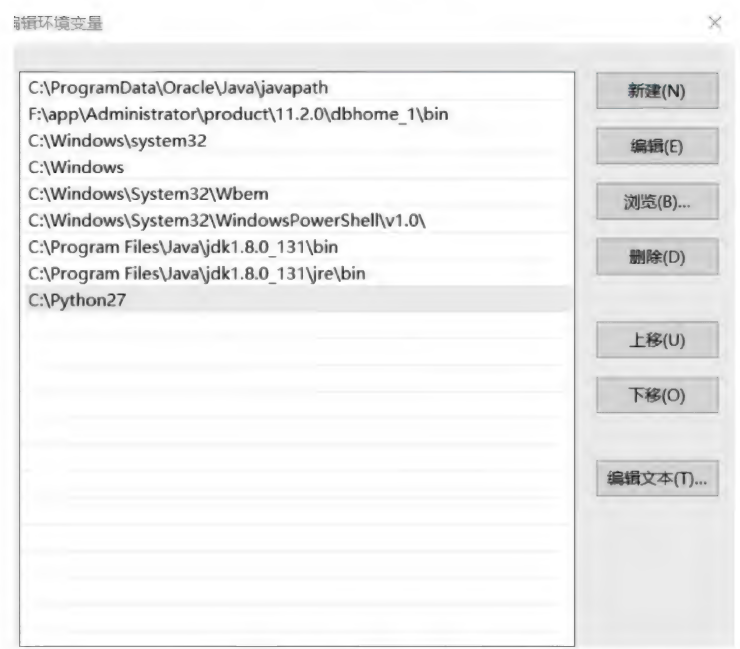 编辑环境变量
C:\ProgramData\Oracle\Java\javapath
F:\app\Administrator\product\11.2.0\dbhome_1\bin
C:\Windows\system32
C:\Windows
C:\Windows\System32\Wbem
C:\Windows\System32\WindowsPowerShell\v1.0\
C:\Program Files\Java\jdk1.8.0_131\bin
C:\Program Files\Java\jdk1.8.0_131\jre\bin
C:\Python27
新建(N)
编辑(E)
浏览(B)...
删除(D)
上移(U)
下移(O)
编辑文本(T)...